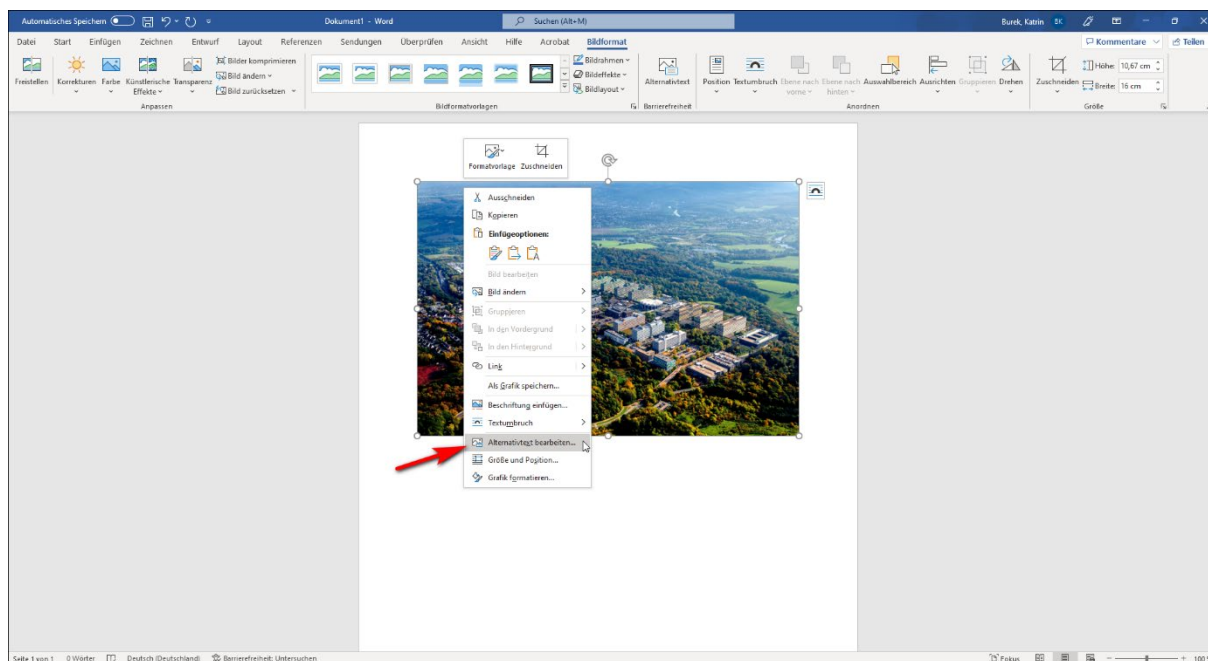 Automatisches Speichern Dokument1 - Word Suchen (Alt+M) Burek, Katrin BK
Datei Start Einfügen Zeichnen Entwurf Layout Referenzen Sendungen Überprüfen Ansicht Hilfe Acrobat Bildformat Kommentare Teilen
Freistellen Korrekturen Farbe Künstlerische Effekte Transparenz
Bilder komprimieren
Bild ändern
Bild zurücksetzen
Bildrahmen
Bildeffekte
Bildlayout
Alternativtext
Position Textumbruch Ebene nach vorne Ebene nach hinten Auswahlbereich Ausrichten Gruppieren Drehen
Zuschneiden
Höhe: 10,67 cm
Breite: 16 cm
Anpassen Bildformatvorlagen Barrierefreiheit Anordnen Größe
Formatvorlage Zuschneiden
Ausschneiden
Kopieren
Einfügeoptionen:
Bild bearbeiten
Bild ändern
Gruppieren
In den Vordergrund
In den Hintergrund
Link
Als Grafik speichern...
Beschriftung einfügen...
Textumbruch
Alternativtext bearbeiten...
Größe und Position...
Grafik formatieren...
Seite 1 von 1 0 Wörter Deutsch (Deutschland) Barrierefreiheit: Untersuchen Fokus 100